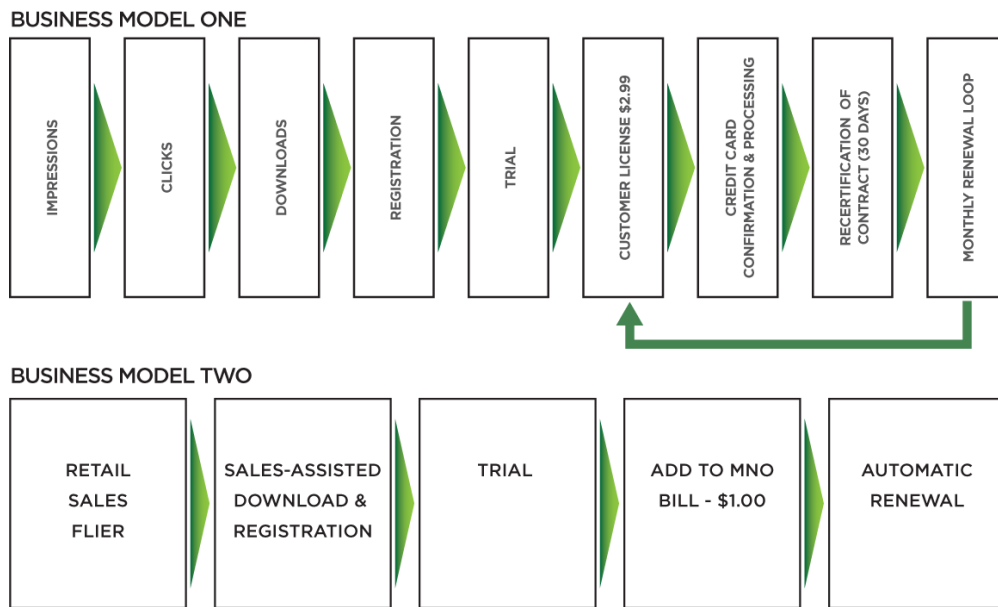 BUSINESS MODEL ONE
IMPRESSIONS
CLICKS
DOWNLOADS
REGISTRATION
TRIAL
CUSTOMER LICENSE $2.99
CREDIT CARD
CONFIRMATION & PROCESSING
RECERTIFICATION OF
CONTRACT (30 DAYS)
MONTHLY RENEWAL LOOP
BUSINESS MODEL TWO
RETAIL
SALES
FLIER
SALES-ASSISTED
DOWNLOAD &
REGISTRATION
TRIAL
ADD TO MNO
BILL - $1.00
AUTOMATIC
RENEWAL